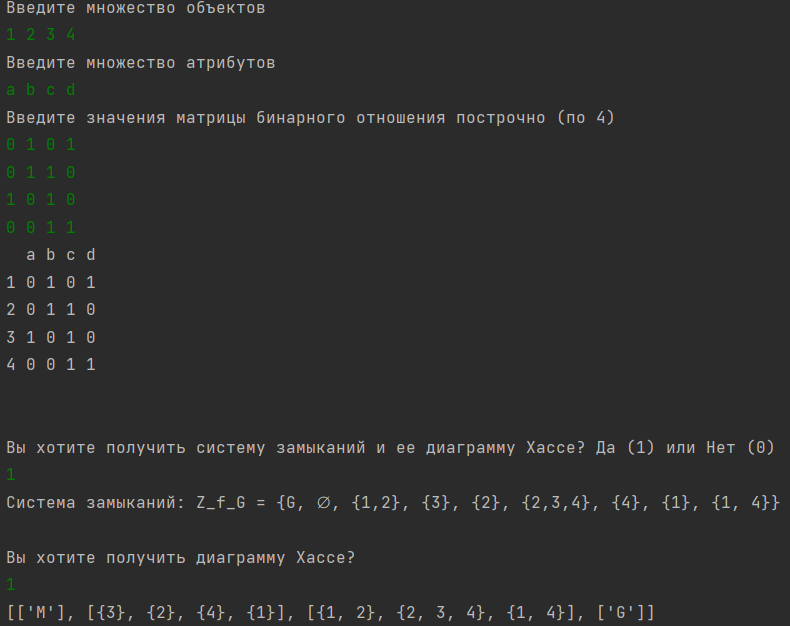 Введите множество объектов
1 2 3 4
Введите множество атрибутов
a b c d
Введите значения матрицы бинарного отношения построчно (по 4)
0 1 0 1
0 1 1 0
1 0 1 0
0 0 1 1
  a b c d
1 0 1 0 1
2 0 1 1 0
3 1 0 1 0
4 0 0 1 1
Вы хотите получить систему замыканий и ее диаграмму Хассе? Да (1) или Нет (0)
1
Система замыканий: Z_f_G = {G, ∅, {1,2}, {3}, {2}, {2,3,4}, {4}, {1}, {1, 4}}
Вы хотите получить диаграмму Хассе?
1
[['M'], [{3}, {2}, {4}, {1}], [{1, 2}, {2, 3, 4}, {1, 4}], ['G']]